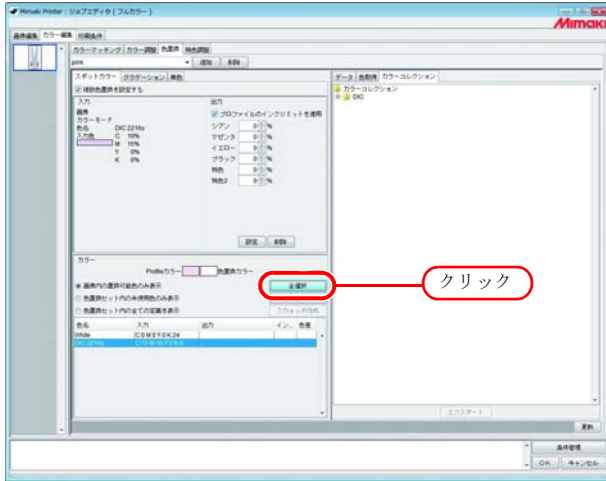 Mimaki Printer : ジョブエディタ ( フルカラー )
Mimaki
画像編集 カラー編集 印刷条件
カラーマッチング カラー調整 色置換 特色調整
pink 追加 削除
スポットカラー グラデーション 単色
複数色置換を設定する
入力
画像
カラーモード
色名 DIC 2216s
入力色 C 10%
M 15%
Y 0%
K 0%
出力
プロファイルのインクリミットを適用
シアン 0 %
マゼンタ 0 %
イエロー 0 %
ブラック 0 %
特色 0 %
特色2 0 %
設定 削除
カラー
Profileカラー 色置換カラー
画像内の置換可能色のみ表示 全選択
色置換セット内の未使用色のみ表示
色置換セット内の全ての定義を表示 スウォッチ作成
色名 入力 出力 イン.. 色差
White
DIC 2216s
データ 色取得 カラーコレクション
カラーコレクション
DIC
エクスポート
更新
条件管理
OK キャンセル
クリック